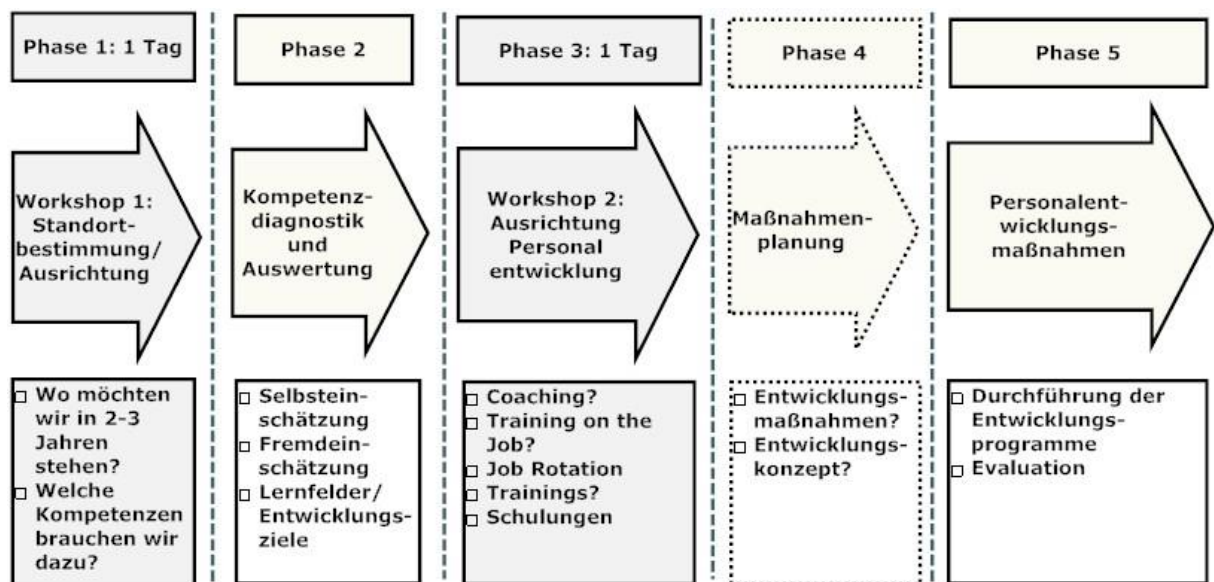 Phase 1: 1 Tag
Phase 2
Phase 3: 1 Tag
Phase 4
Phase 5
Workshop 1:
Standort-
bestimmung/
Ausrichtung
Kompetenz-
diagnostik
und
Auswertung
Workshop 2:
Ausrichtung
Personal
entwicklung
Maßnahmen-
planung
Personalent-
wicklungs-
maßnahmen
Wo möchten
wir in 2-3
Jahren
stehen?
Welche
Kompetenzen
brauchen wir
dazu?
Selbstein-
schätzung
Fremdein-
schätzung
Lernfelder/
Entwicklungs-
ziele
Coaching?
Training on the
Job?
Job Rotation
Trainings?
Schulungen
Entwicklungs-
maßnahmen?
Entwicklungs-
konzept?
Durchführung der
Entwicklungs-
programme
Evaluation